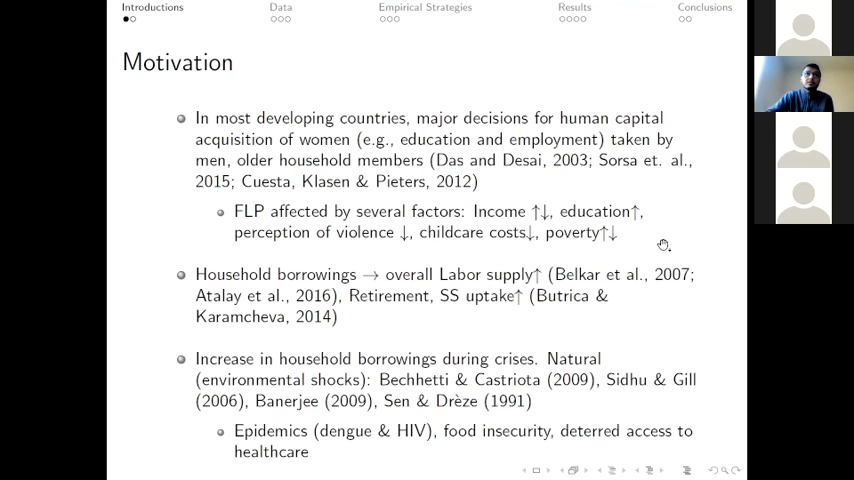 Introductions Data Empirical Strategies Results Conclusions
Motivation
In most developing countries, major decisions for human capital
acquisition of women (e.g., education and employment) taken by
men, older household members (Das and Desai, 2003; Sorsa et. al.,
2015; Cuesta, Klasen & Pieters, 2012)
FLP affected by several factors: Income ↑↓, education↑,
perception of violence ↓, childcare costs↓, poverty↑↓
Household borrowings → overall Labor supply↑ (Belkar et al., 2007;
Atalay et al., 2016), Retirement, SS uptake↑ (Butrica &
Karamcheva, 2014)
Increase in household borrowings during crises. Natural
(environmental shocks): Bechhetti & Castriota (2009), Sidhu & Gill
(2006), Banerjee (2009), Sen & Drèze (1991)
Epidemics (dengue & HIV), food insecurity, deterred access to
healthcare